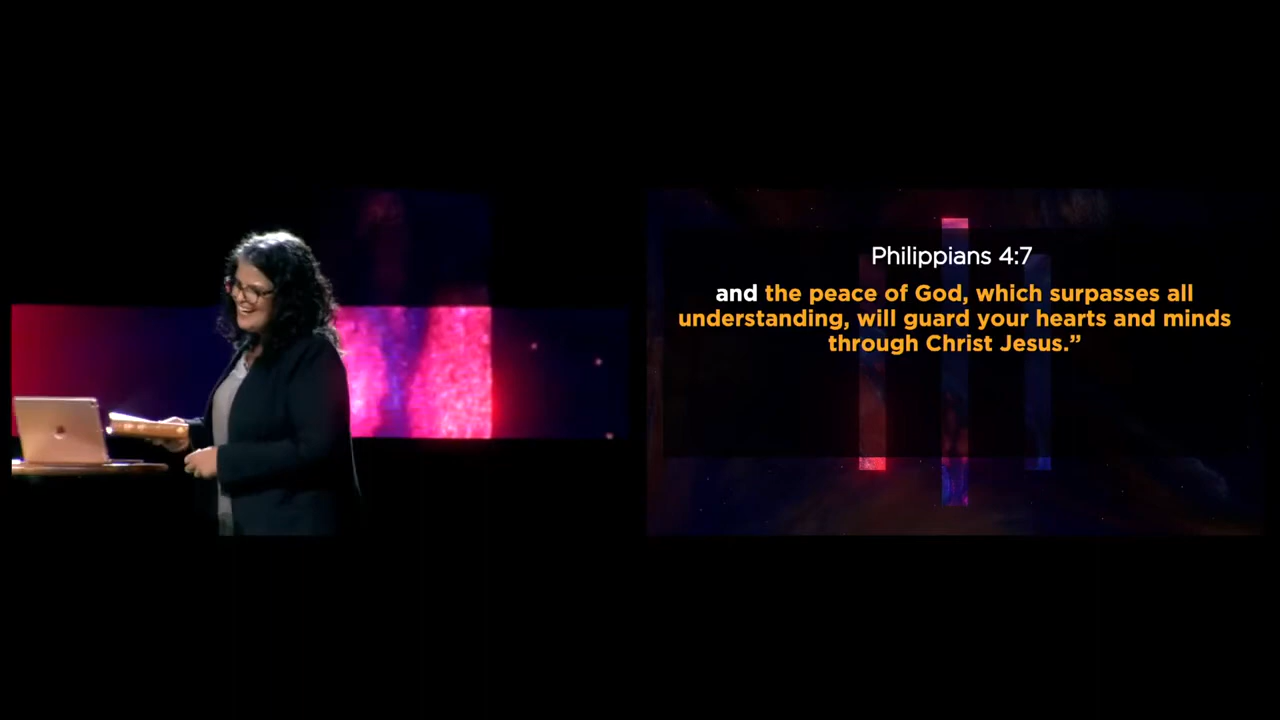 Philippians 4:7
and the peace of God, which surpasses all
understanding, will guard your hearts and minds
through Christ Jesus.”